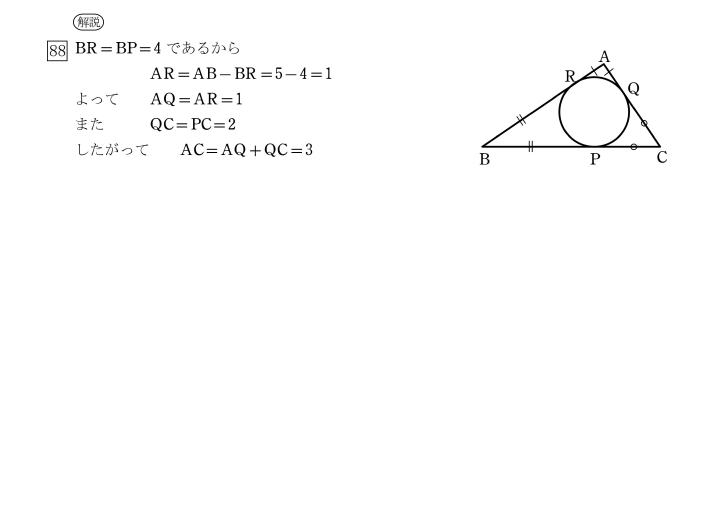 解説
88 BR=BP=4 であるから
AR=AB−BR=5−4=1
よって AQ=AR=1
また QC=PC=2
したがって AC=AQ+QC=3
A
R
Q
B
P
C